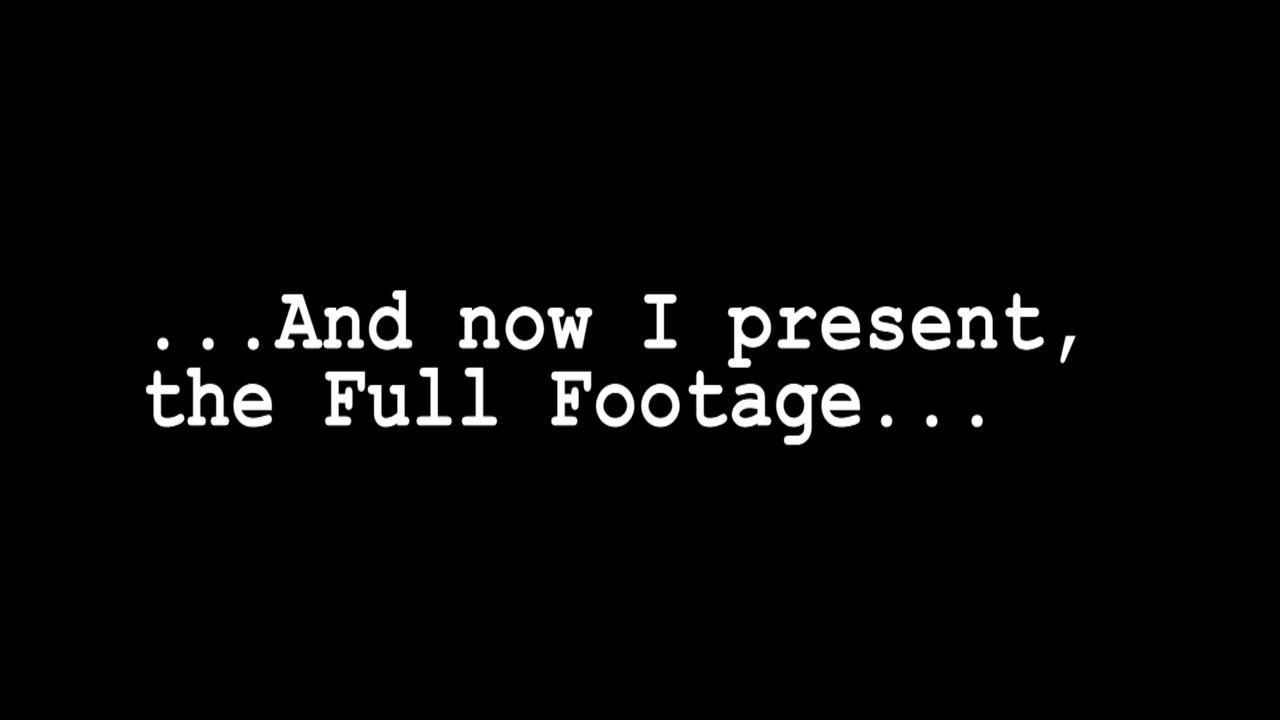 ...And now I present,
the Full Footage...